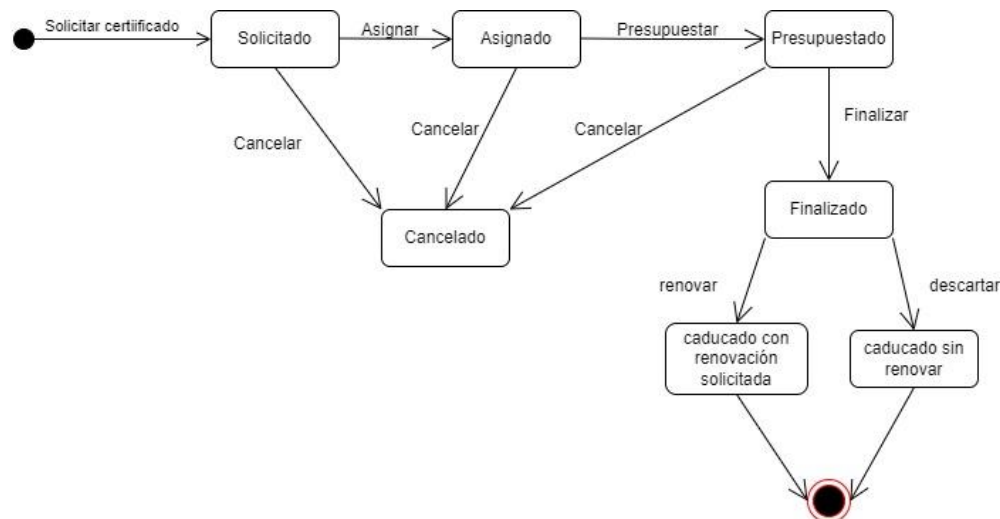 Solicitar certiificado
Solicitado
Asignar
Asignado
Presupuestar
Presupuestado
Cancelar
Cancelar
Cancelar
Finalizar
Cancelado
Finalizado
renovar
descartar
caducado con
renovación
solicitada
caducado sin
renovar